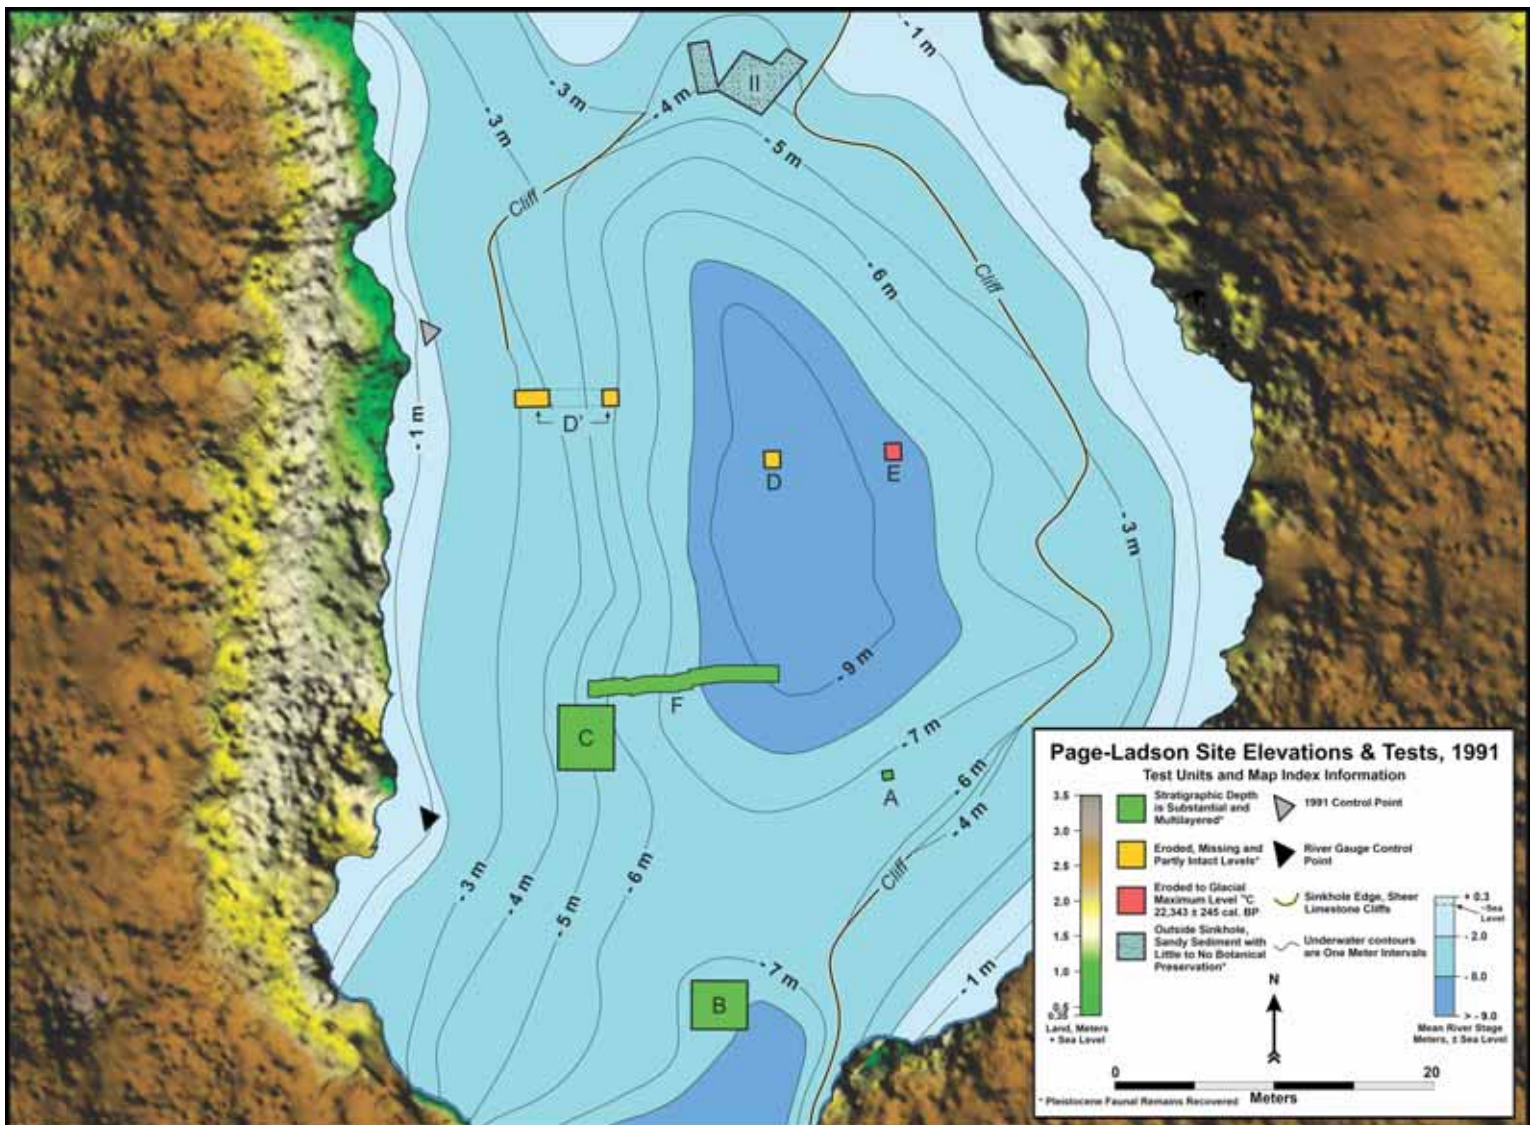 - 1 m
- 3 m
- 4 m
II
- 3 m
- 5 m
Cliff
- 6 m
Cliff
- 1 m
D'
D
E
- 3 m
- 9 m
F
C
- 7 m
A
- 6 m
- 4 m
Cliff
- 3 m
- 4 m
- 5 m
- 6 m
- 7 m
B
- 1 m
Page-Ladson Site Elevations & Tests, 1991
Test Units and Map Index Information
3.5
3.0
2.5
2.0
1.5
1.0
0.5
0.35
Land, Meters
+ Sea Level
Stratigraphic Depth
is Substantial and
Multilayered*
Eroded, Missing and
Partly Intact Levels*
Eroded to Glacial
Maximum Level ¹⁴C
22,343 ± 245 cal. BP
Outside Sinkhole,
Sandy Sediment with
Little to No Botanical
Preservation*
1991 Control Point
River Gauge Control
Point
Sinkhole Edge, Sheer
Limestone Cliffs
Underwater contours
are One Meter Intervals
+ 0.3
~Sea
Level
- 2.0
- 8.0
> - 9.0
Mean River Stage
Meters, ± Sea Level
N
0 20
Meters
* Pleistocene Faunal Remains Recovered